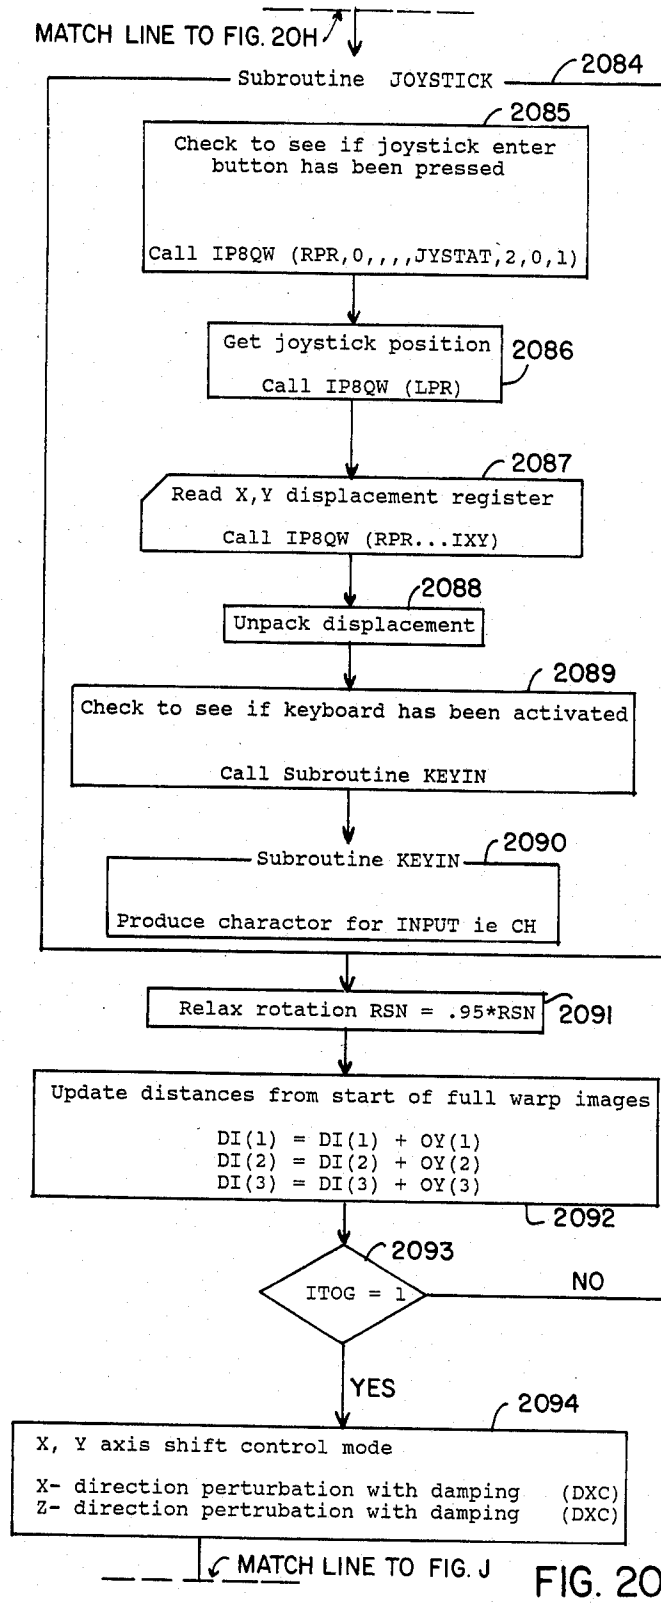 MATCH LINE TO FIG. 20H
2084
Subroutine JOYSTICK
2085
Check to see if joystick enter
button has been pressed
Call IP8QW (RPR,0,,,,JYSTAT,2,0,1)
Get joystick position
2086
Call IP8QW (LPR)
2087
Read X,Y displacement register
Call IP8QW (RPR...IXY)
2088
Unpack displacement
2089
Check to see if keyboard has been activated
Call Subroutine KEYIN
2090
Subroutine KEYIN
Produce charactor for INPUT ie CH
Relax rotation RSN = .95*RSN
2091
Update distances from start of full warp images
DI(1) = DI(1) + OY(1)
DI(2) = DI(2) + OY(2)
DI(3) = DI(3) + OY(3)
2092
2093
ITOG = 1
NO
YES
2094
X, Y axis shift control mode
X- direction perturbation with damping (DXC)
Z- direction pertrubation with damping (DXC)
MATCH LINE TO FIG. J
FIG. 20